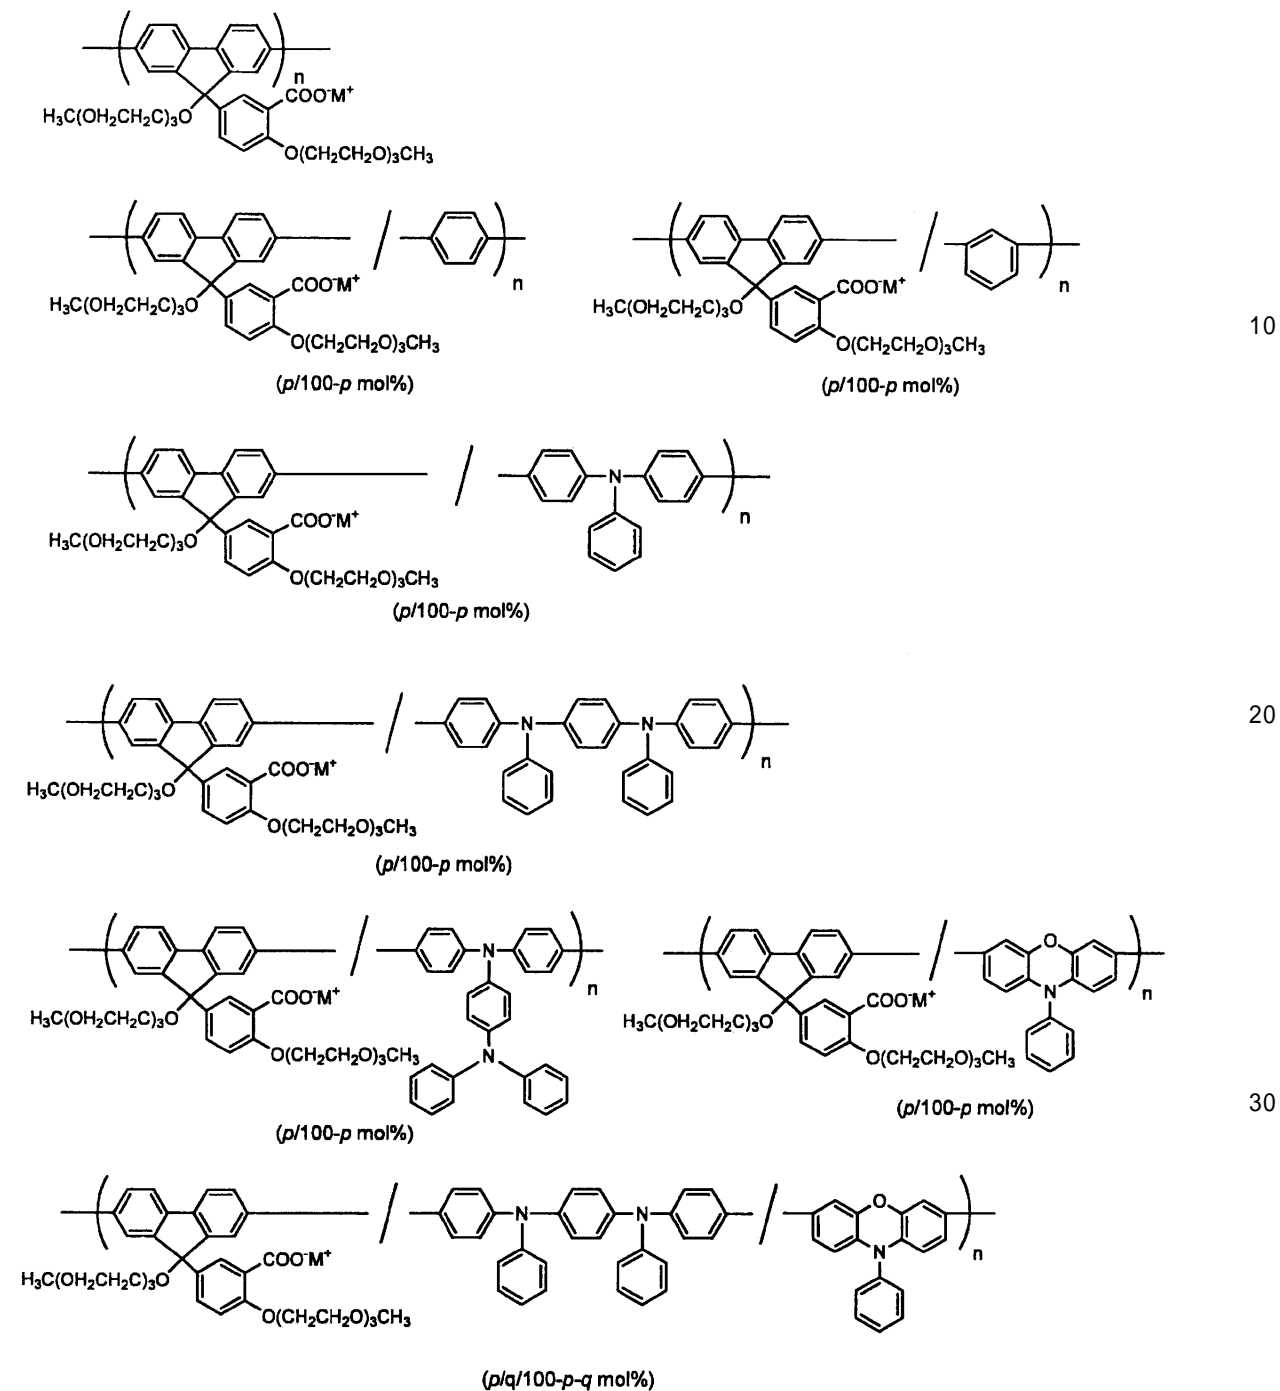 n
COO⁻M⁺
H₃C(OH₂CH₂C)₃O
O(CH₂CH₂O)₃CH₃
n n
COO⁻M⁺ COO⁻M⁺
H₃C(OH₂CH₂C)₃O H₃C(OH₂CH₂C)₃O
O(CH₂CH₂O)₃CH₃ O(CH₂CH₂O)₃CH₃
10
(p/100-p mol%) (p/100-p mol%)
N
n
COO⁻M⁺
H₃C(OH₂CH₂C)₃O
O(CH₂CH₂O)₃CH₃
(p/100-p mol%)
20
N N
n
COO⁻M⁺
H₃C(OH₂CH₂C)₃O
O(CH₂CH₂O)₃CH₃
(p/100-p mol%)
N O
n N n
COO⁻M⁺ COO⁻M⁺
H₃C(OH₂CH₂C)₃O H₃C(OH₂CH₂C)₃O
O(CH₂CH₂O)₃CH₃ N O(CH₂CH₂O)₃CH₃
30
(p/100-p mol%) (p/100-p mol%)
N N O
N n
COO⁻M⁺
H₃C(OH₂CH₂C)₃O
O(CH₂CH₂O)₃CH₃
(p/q/100-p-q mol%)